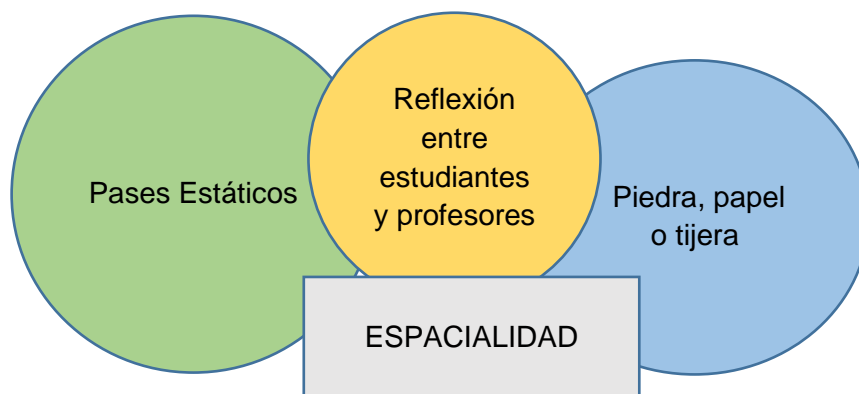 Pases Estáticos
Reflexión
entre
estudiantes
y profesores
Piedra, papel
o tijera
ESPACIALIDAD